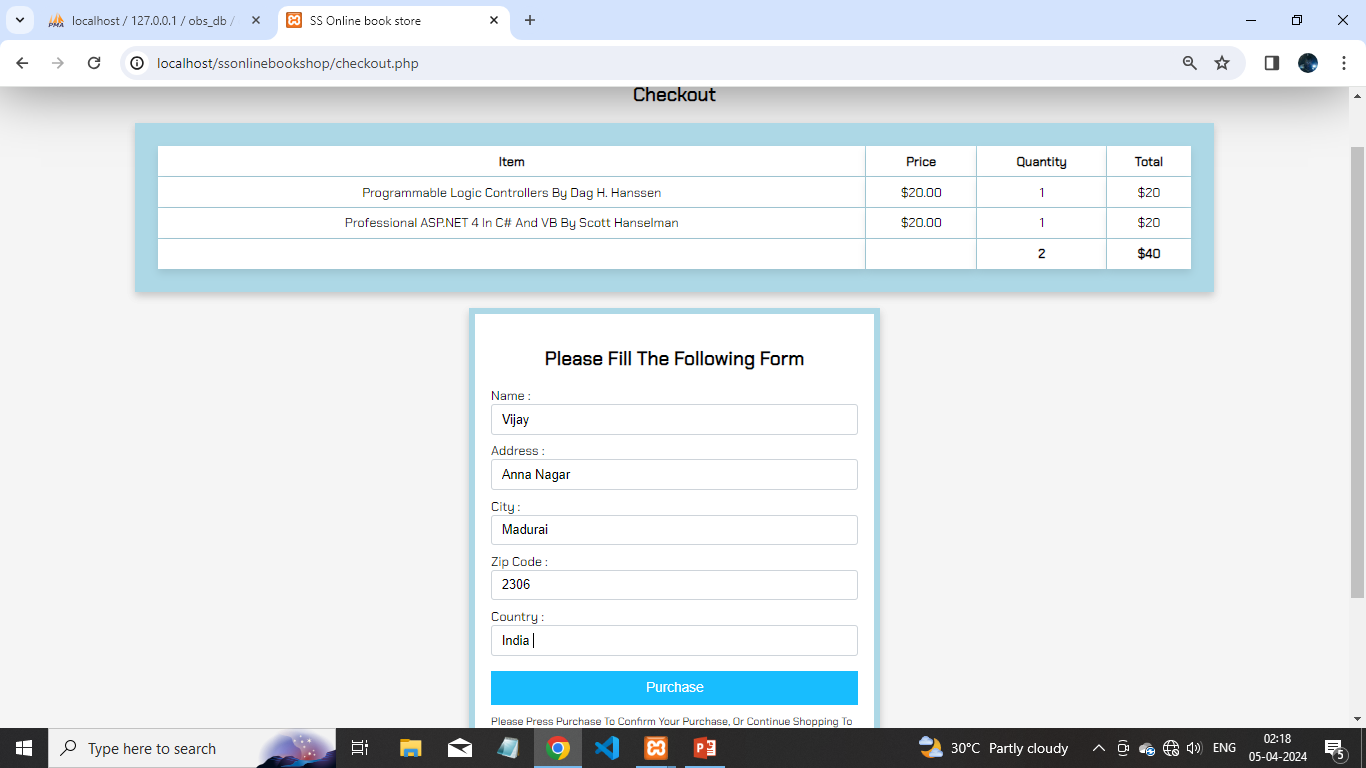 localhost / 127.0.0.1 / obs_db /
SS Online book store
localhost/ssonlinebookshop/checkout.php
Checkout
Item Price Quantity Total
Programmable Logic Controllers By Dag H. Hanssen $20.00 1 $20
Professional ASP.NET 4 In C# And VB By Scott Hanselman $20.00 1 $20
2 $40
Please Fill The Following Form
Name :
Vijay
Address :
Anna Nagar
City :
Madurai
Zip Code :
2306
Country :
India
Purchase
Please Press Purchase To Confirm Your Purchase, Or Continue Shopping To
Type here to search
30°C Partly cloudy
ENG
02:18
05-04-2024
5